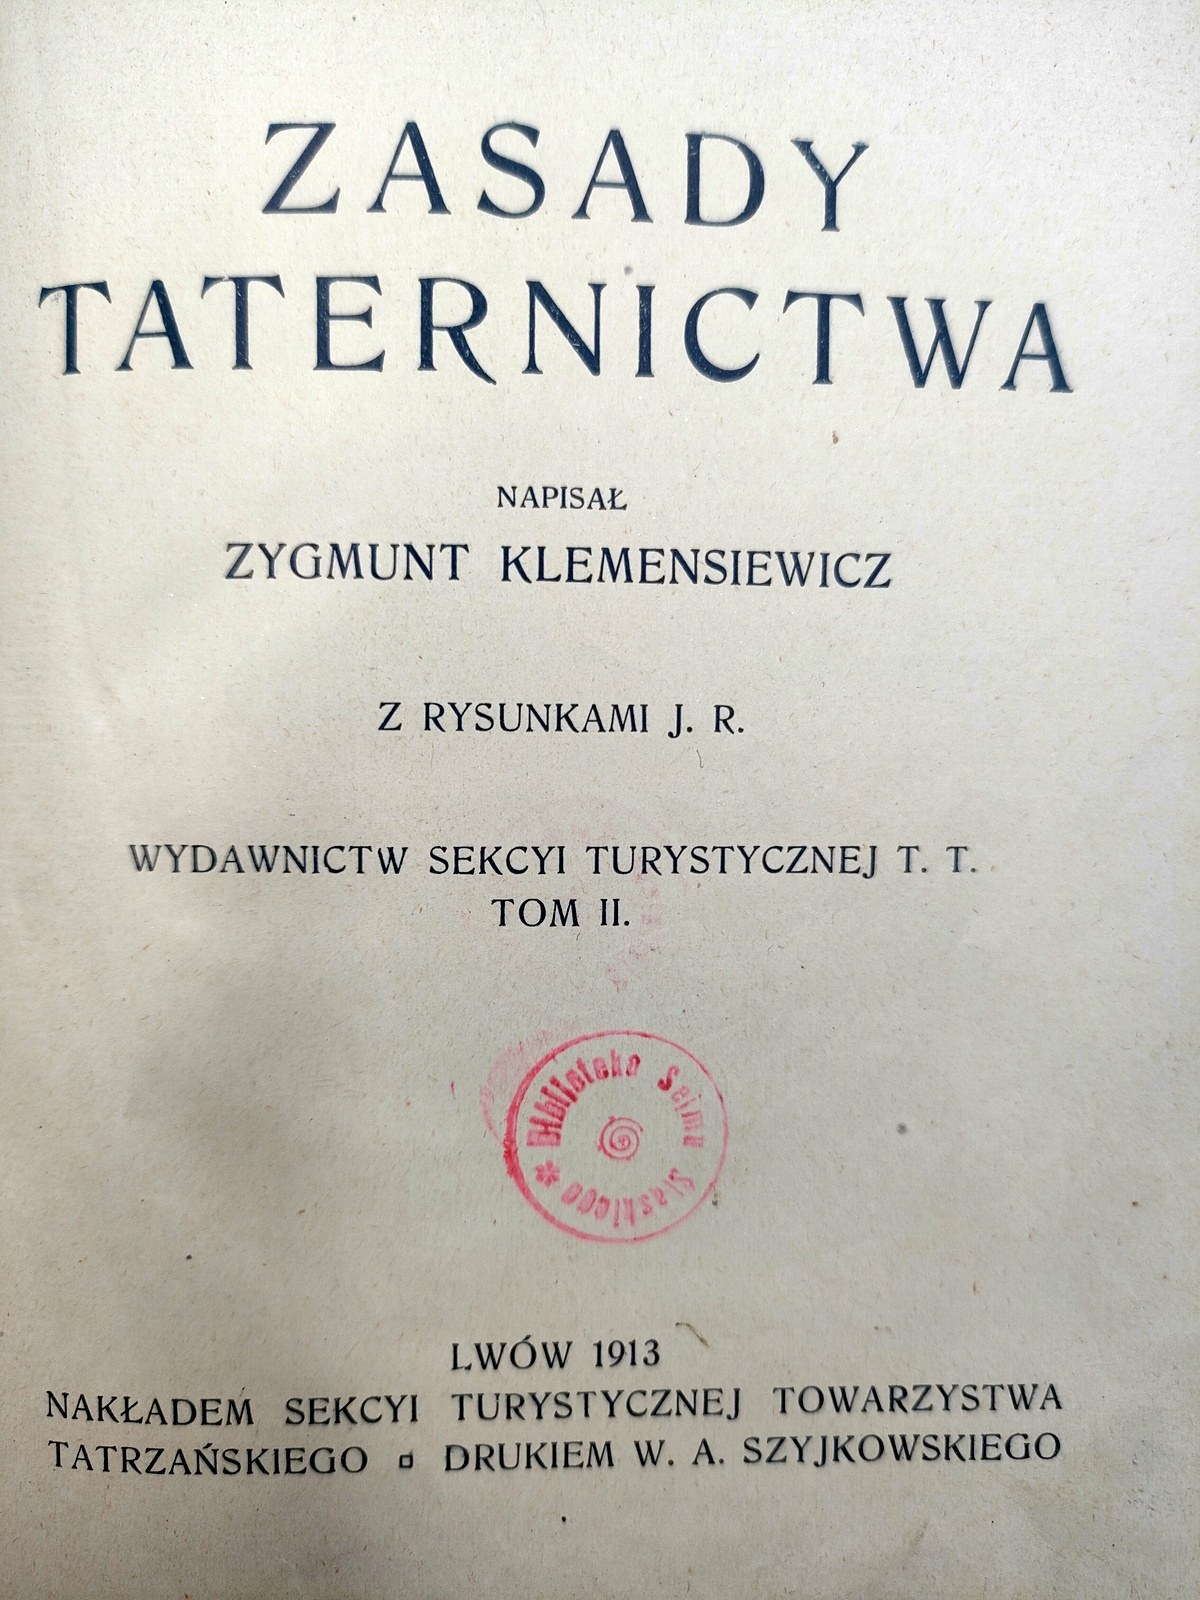 ZASADY
TATERNICTWA
NAPISAŁ
ZYGMUNT KLEMENSIEWICZ
Z RYSUNKAMI J. R.
WYDAWNICTW SEKCYI TURYSTYCZNEJ T. T.
TOM II.
Biblioteka Sejmu Śląskiego
LWÓW 1913
NAKŁADEM SEKCYI TURYSTYCZNEJ TOWARZYSTWA
TATRZAŃSKIEGO □ DRUKIEM W. A. SZYJKOWSKIEGO